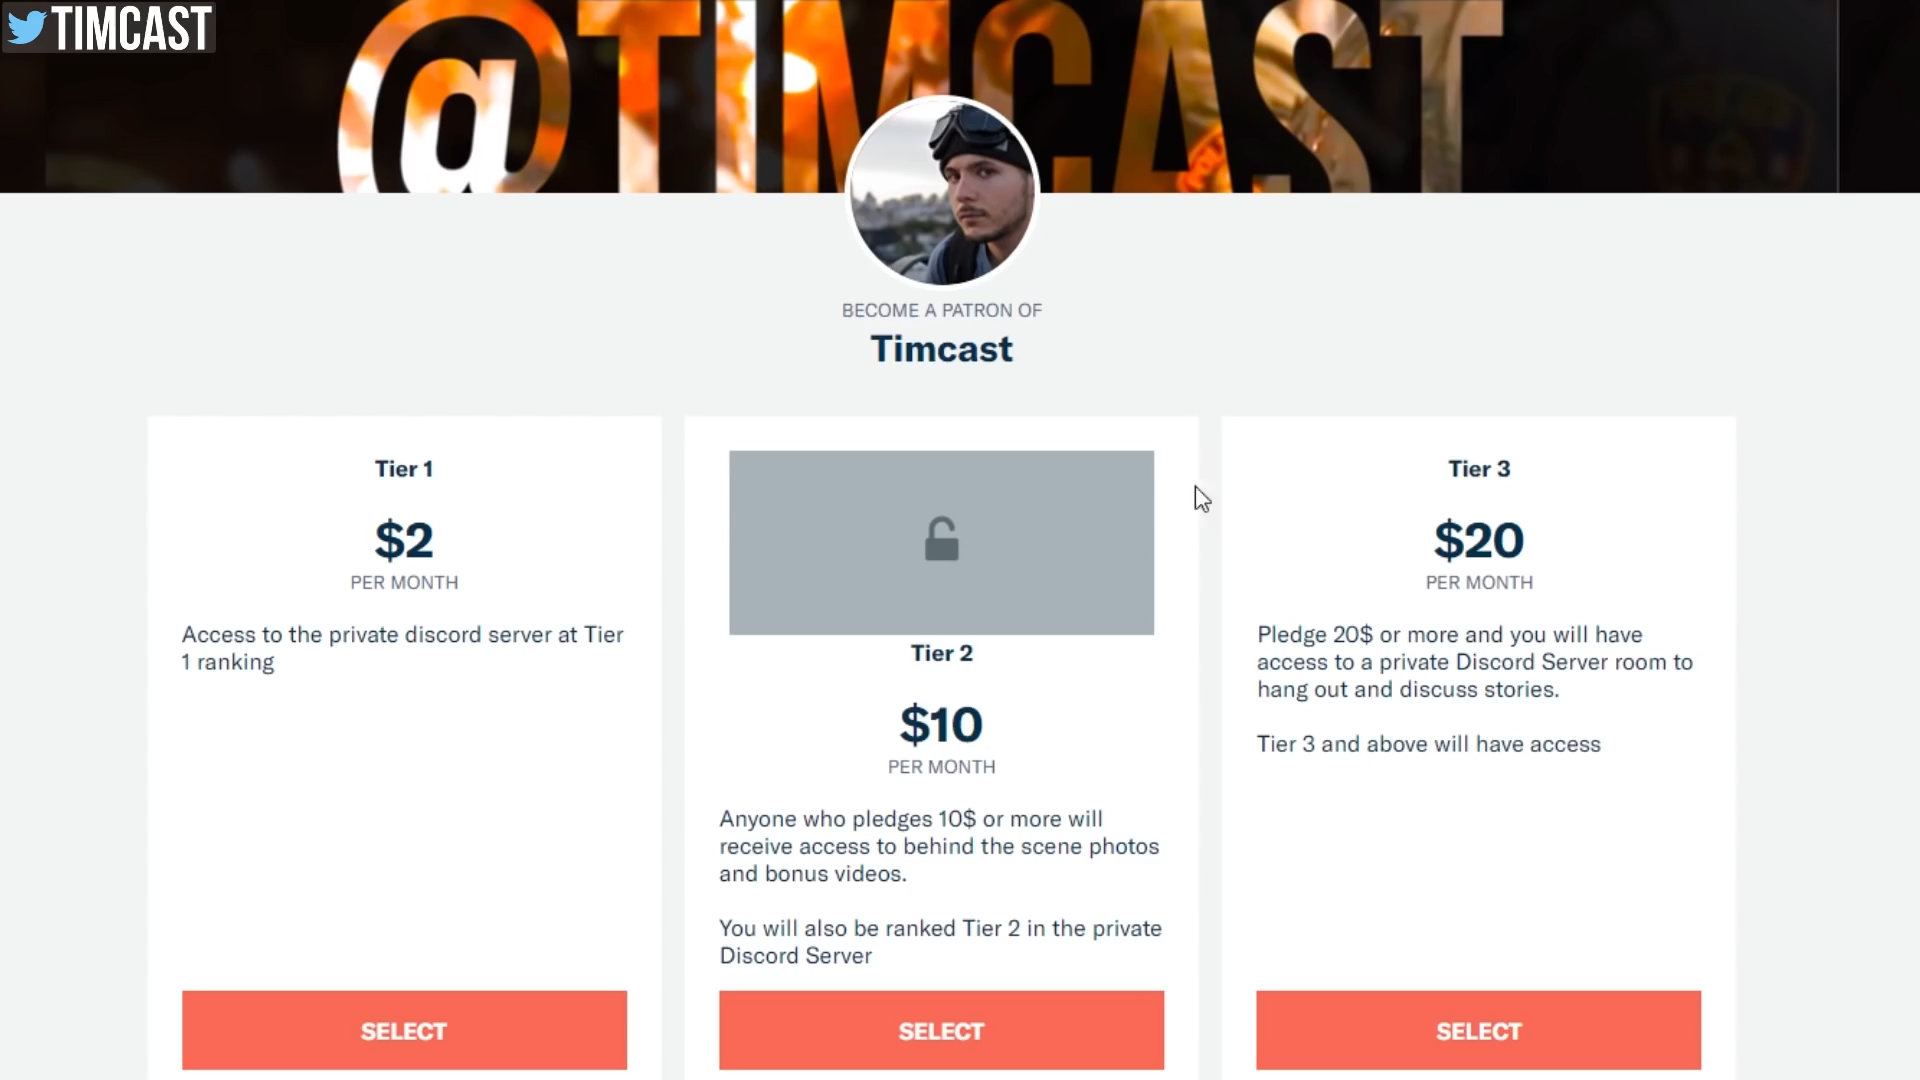 TIMCAST
@TIMCAST
BECOME A PATRON OF
Timcast
Tier 1
$2
PER MONTH
Access to the private discord server at Tier
1 ranking
SELECT
Tier 2
$10
PER MONTH
Anyone who pledges 10$ or more will
receive access to behind the scene photos
and bonus videos.
You will also be ranked Tier 2 in the private
Discord Server
SELECT
Tier 3
$20
PER MONTH
Pledge 20$ or more and you will have
access to a private Discord Server room to
hang out and discuss stories.
Tier 3 and above will have access
SELECT